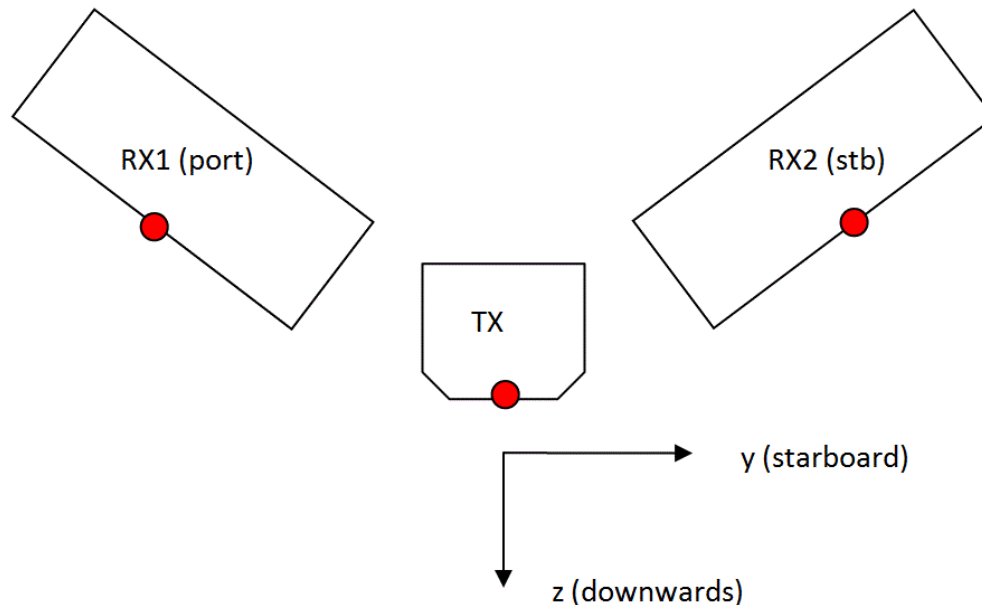 RX1 (port)
RX2 (stb)
TX
y (starboard)
z (downwards)